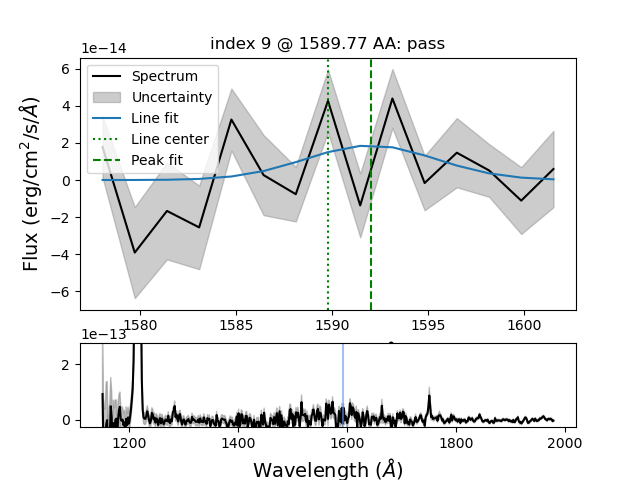 index 9 @ 1589.77 AA: pass
1e−14
Flux (erg/cm²/s/Å)
6
4
2
0
−2
−4
−6
Spectrum
Uncertainty
Line fit
Line center
Peak fit
1580 1585 1590 1595 1600
1e−13
2
0
1200 1400 1600 1800 2000
Wavelength (Å)